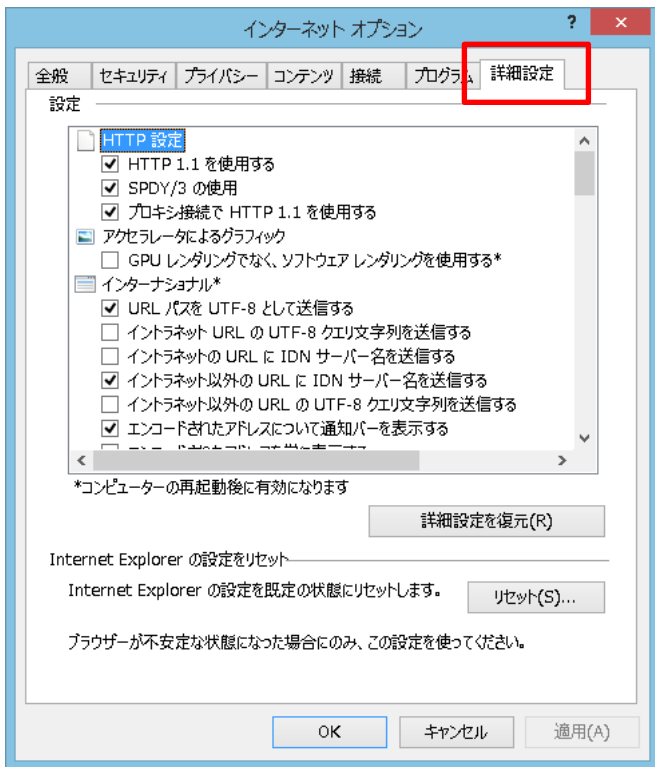 インターネット オプション
?
×
全般 セキュリティ プライバシー コンテンツ 接続 プログラム 詳細設定
設定
HTTP 設定
HTTP 1.1 を使用する
SPDY/3 の使用
プロキシ接続で HTTP 1.1 を使用する
アクセラレータによるグラフィック
GPU レンダリングでなく、ソフトウェア レンダリングを使用する*
インターナショナル*
URL パスを UTF-8 として送信する
イントラネット URL の UTF-8 クエリ文字列を送信する
イントラネットの URL に IDN サーバー名を送信する
イントラネット以外の URL に IDN サーバー名を送信する
イントラネット以外の URL の UTF-8 クエリ文字列を送信する
エンコードされたアドレスについて通知バーを表示する
*コンピューターの再起動後に有効になります
詳細設定を復元(R)
Internet Explorer の設定をリセット
Internet Explorer の設定を既定の状態にリセットします。
リセット(S)...
ブラウザーが不安定な状態になった場合にのみ、この設定を使ってください。
OK キャンセル 適用(A)